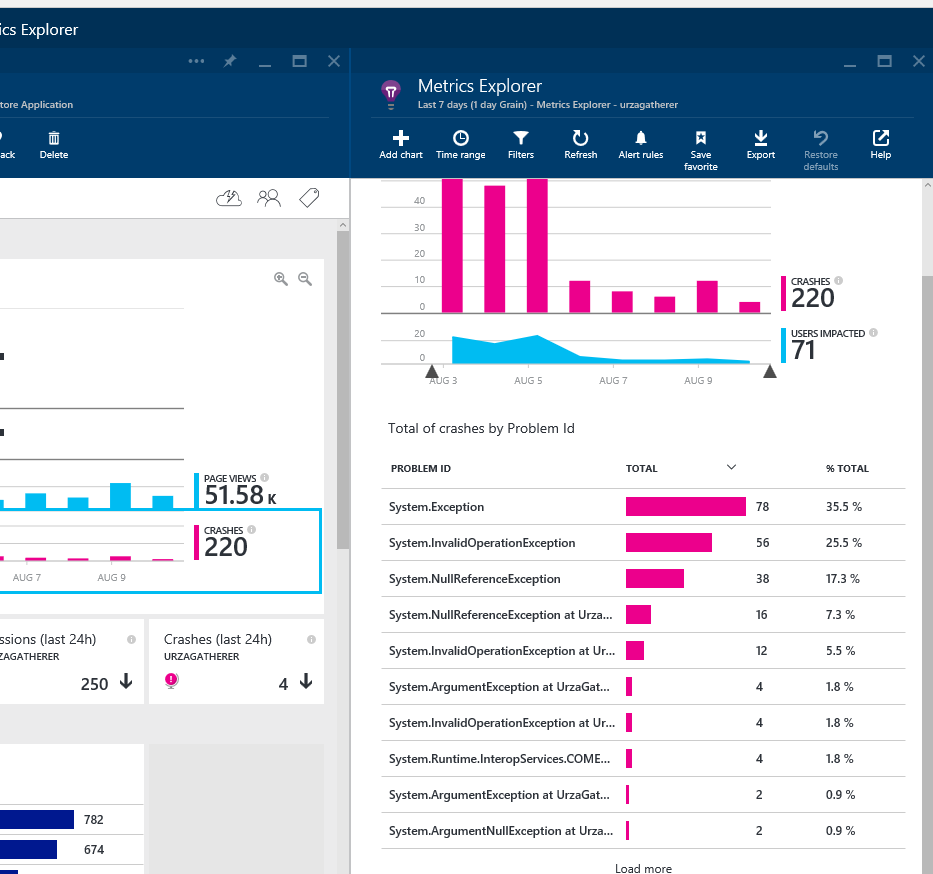 ics Explorer
tore Application
ack
Delete
PAGE VIEWS
51.58 K
CRASHES
220
AUG 7
AUG 9
ssions (last 24h)
ZAGATHERER
250
Crashes (last 24h)
URZAGATHERER
4
782
674
Metrics Explorer
Last 7 days (1 day Grain) - Metrics Explorer - urzagatherer
Add chart
Time range
Filters
Refresh
Alert rules
Save favorite
Export
Restore defaults
Help
40
30
20
10
0
CRASHES
220
20
0
USERS IMPACTED
71
AUG 3
AUG 5
AUG 7
AUG 9
Total of crashes by Problem Id
PROBLEM ID TOTAL % TOTAL
System.Exception 78 35.5 %
System.InvalidOperationException 56 25.5 %
System.NullReferenceException 38 17.3 %
System.NullReferenceException at Urza... 16 7.3 %
System.InvalidOperationException at Ur... 12 5.5 %
System.ArgumentException at UrzaGat... 4 1.8 %
System.InvalidOperationException at Ur... 4 1.8 %
System.Runtime.InteropServices.COME... 4 1.8 %
System.ArgumentException at UrzaGat... 2 0.9 %
System.ArgumentNullException at Urza... 2 0.9 %
Load more